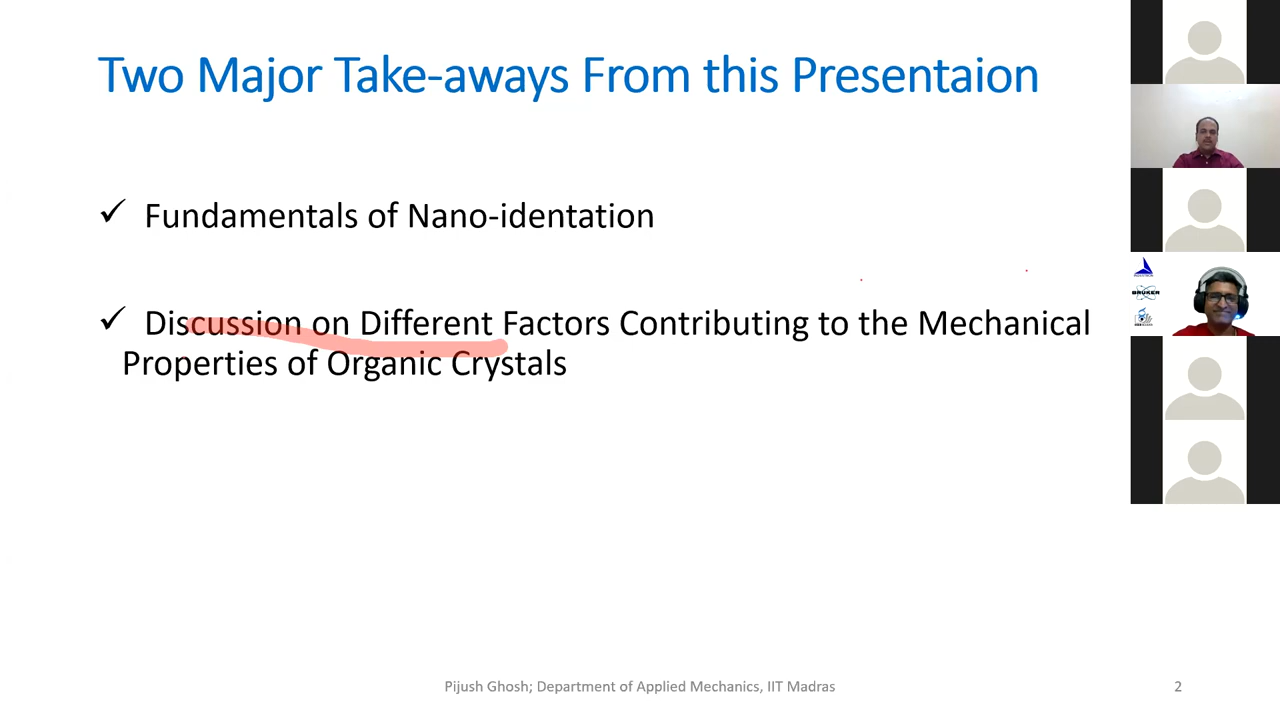 Two Major Take-aways From this Presentaion
✓ Fundamentals of Nano-identation
✓ Discussion on Different Factors Contributing to the Mechanical
Properties of Organic Crystals
BRUKER
Pijush Ghosh; Department of Applied Mechanics, IIT Madras
2